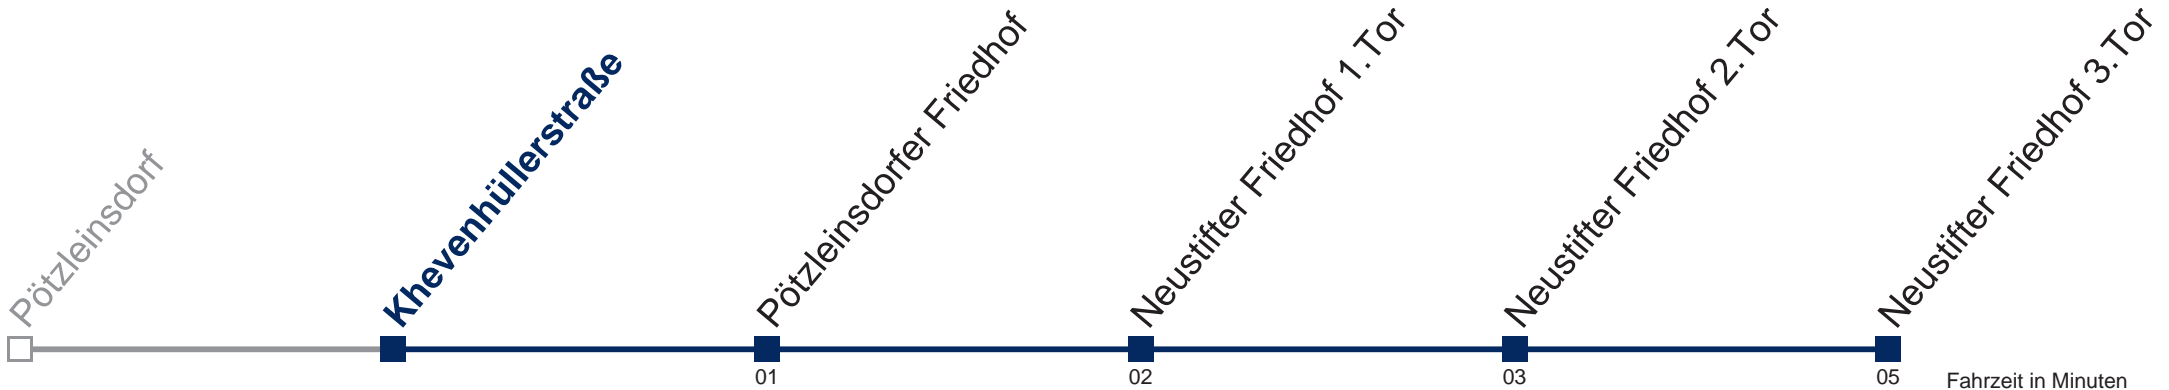 Pötzleinsdorf
Khevenhüllerstraße
Pötzleinsdorfer Friedhof
Neustifter Friedhof 1.Tor
Neustifter Friedhof 2.Tor
Neustifter Friedhof 3.Tor
01
02
03
05
Fahrzeit in Minuten